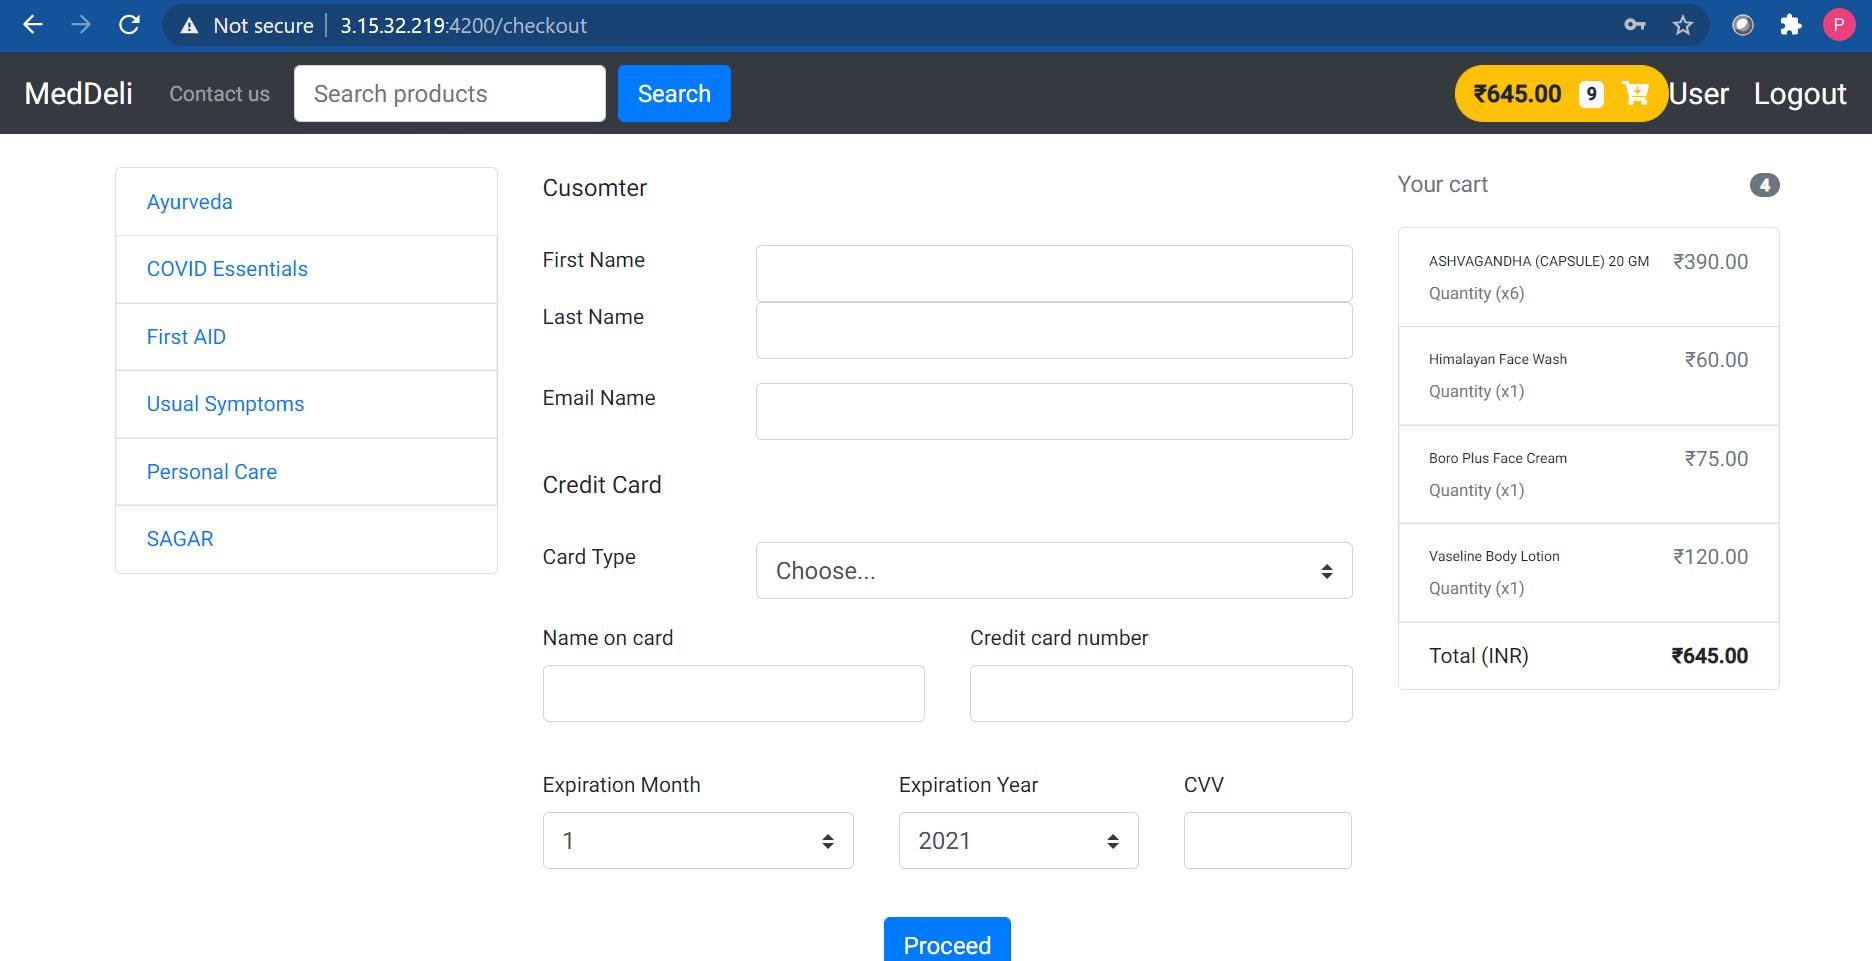 Not secure 3.15.32.219:4200/checkout P
MedDeli Contact us Search products Search ₹645.00 9 User Logout
Ayurveda
COVID Essentials
First AID
Usual Symptoms
Personal Care
SAGAR
Cusomter
First Name
Last Name
Email Name
Credit Card
Card Type Choose...
Name on card Credit card number
Expiration Month Expiration Year CVV
1 2021
Proceed
Your cart 4
ASHVAGANDHA (CAPSULE) 20 GM ₹390.00
Quantity (x6)
Himalayan Face Wash ₹60.00
Quantity (x1)
Boro Plus Face Cream ₹75.00
Quantity (x1)
Vaseline Body Lotion ₹120.00
Quantity (x1)
Total (INR) ₹645.00